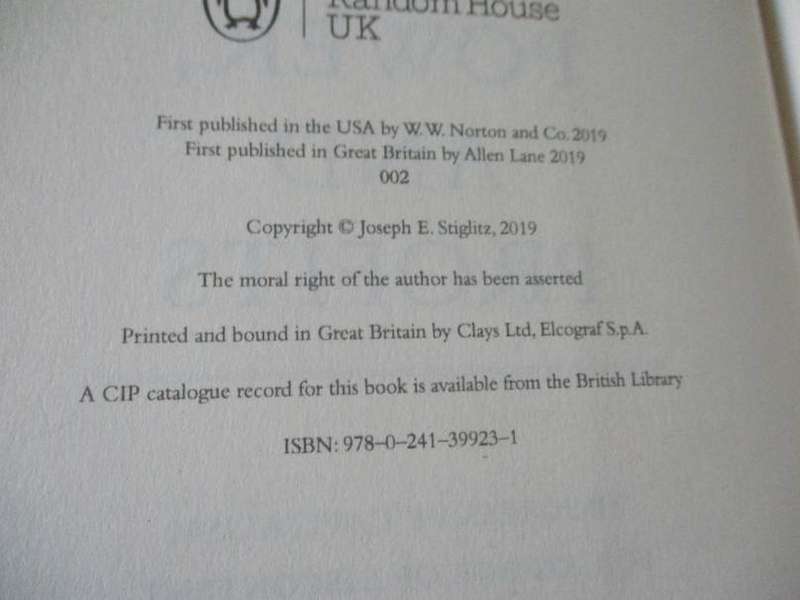 Random House
UK
First published in the USA by W. W. Norton and Co. 2019
First published in Great Britain by Allen Lane 2019
002
Copyright © Joseph E. Stiglitz, 2019
The moral right of the author has been asserted
Printed and bound in Great Britain by Clays Ltd, Elcograf S.p.A.
A CIP catalogue record for this book is available from the British Library
ISBN: 978–0–241–39923–1